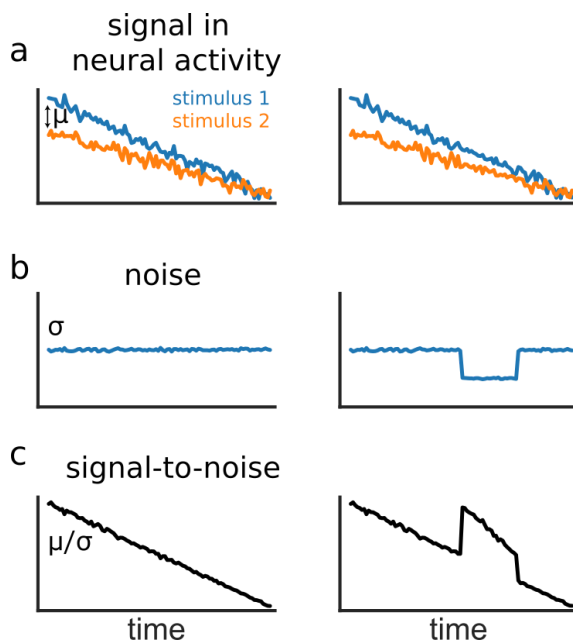 signal in
neural activity
a
μ
stimulus 1
stimulus 2
b
noise
σ
c
signal-to-noise
μ/σ
time
time